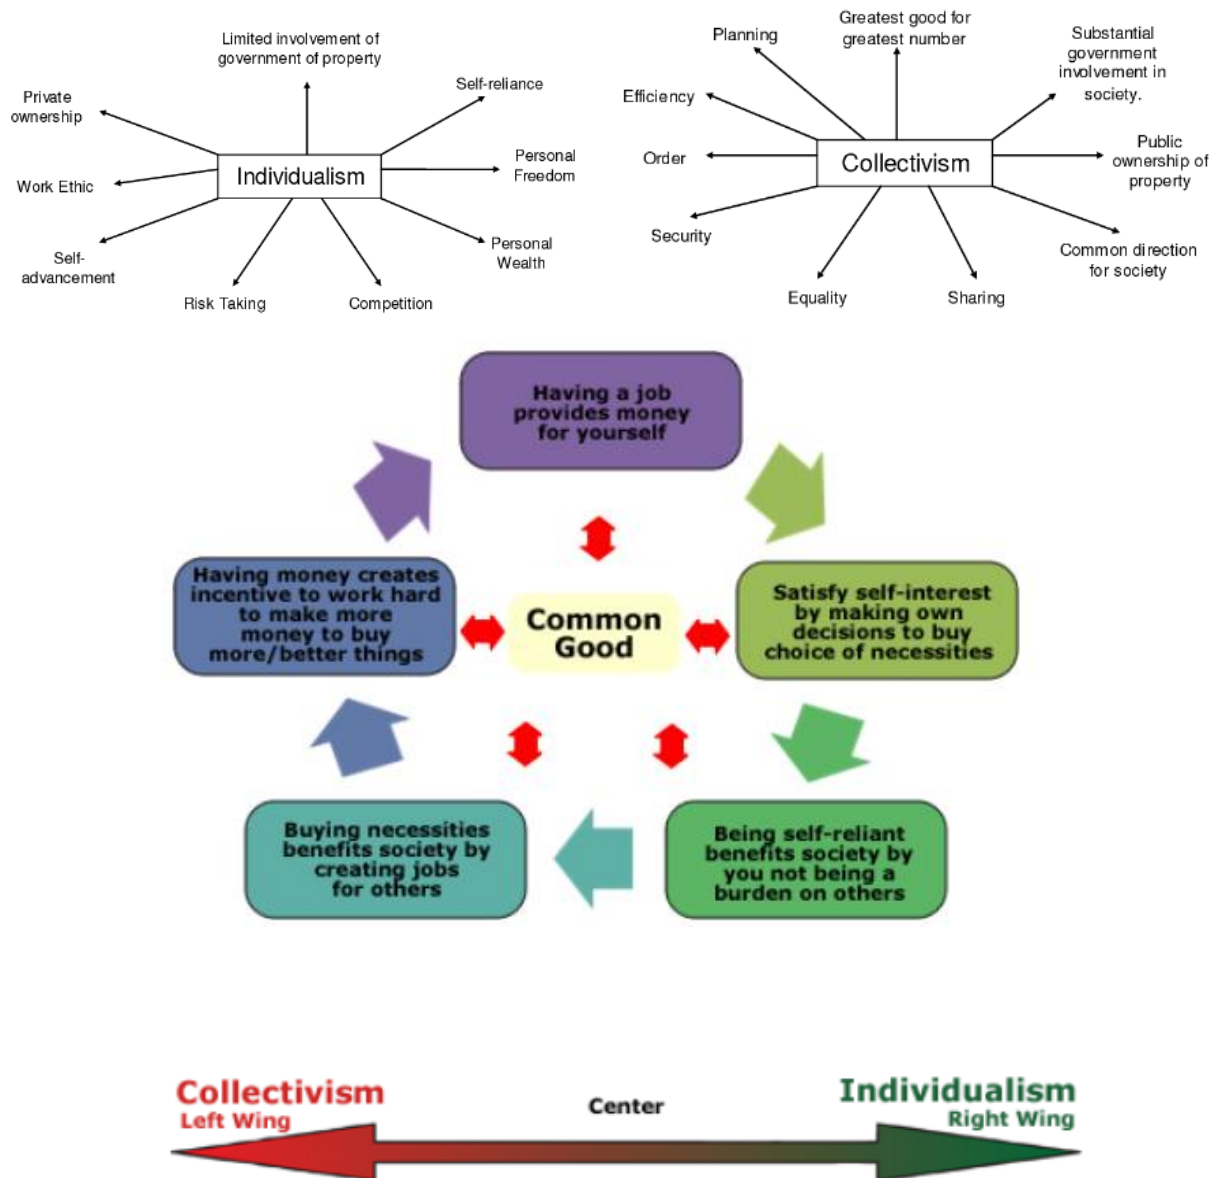 Limited involvement of
government of property
Self-reliance
Private
ownership
Individualism
Personal
Freedom
Work Ethic
Self-
advancement
Personal
Wealth
Risk Taking
Competition
Planning
Greatest good for
greatest number
Substantial
government
involvement in
society.
Efficiency
Order
Collectivism
Public
ownership of
property
Security
Common direction
for society
Equality
Sharing
Having a job
provides money
for yourself
Having money creates
incentive to work hard
to make more
money to buy
more/better things
Common
Good
Satisfy self-interest
by making own
decisions to buy
choice of necessities
Buying necessities
benefits society by
creating jobs
for others
Being self-reliant
benefits society by
you not being a
burden on others
Collectivism
Left Wing
Center
Individualism
Right Wing